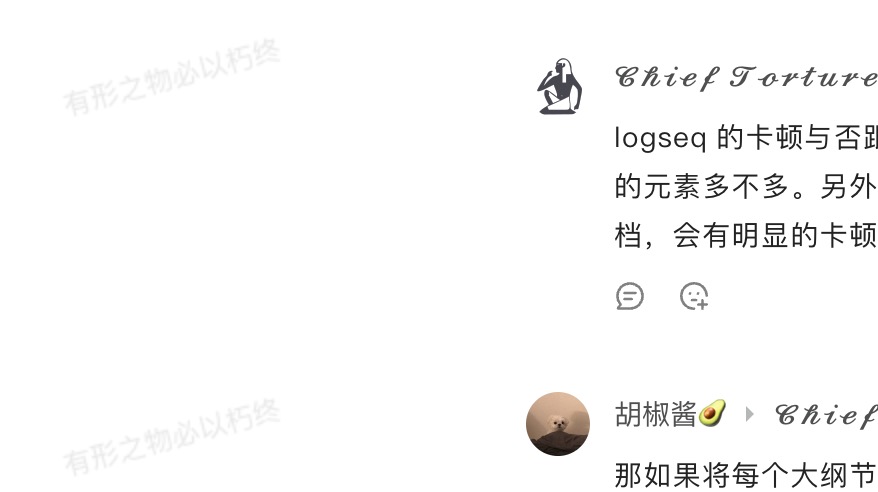 有形之物必以朽终
𝓒𝓱𝓲𝓮𝓯 𝓣𝓸𝓻𝓽𝓾𝓻𝓮
logseq 的卡顿与否跟
的元素多不多。另外
档，会有明显的卡顿
有形之物必以朽终
胡椒酱🥑 𝓒𝓱𝓲𝓮𝓯
那如果将每个大纲节